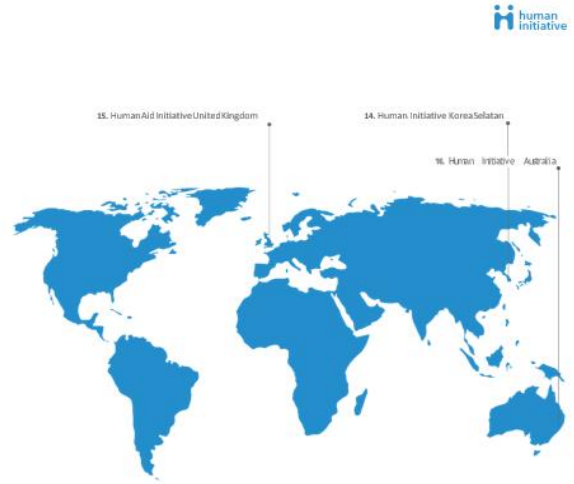 human
initiative
15. Human Aid Initiative United Kingdom
14. Human Initiative Korea Selatan
16. Human Initiative Australia